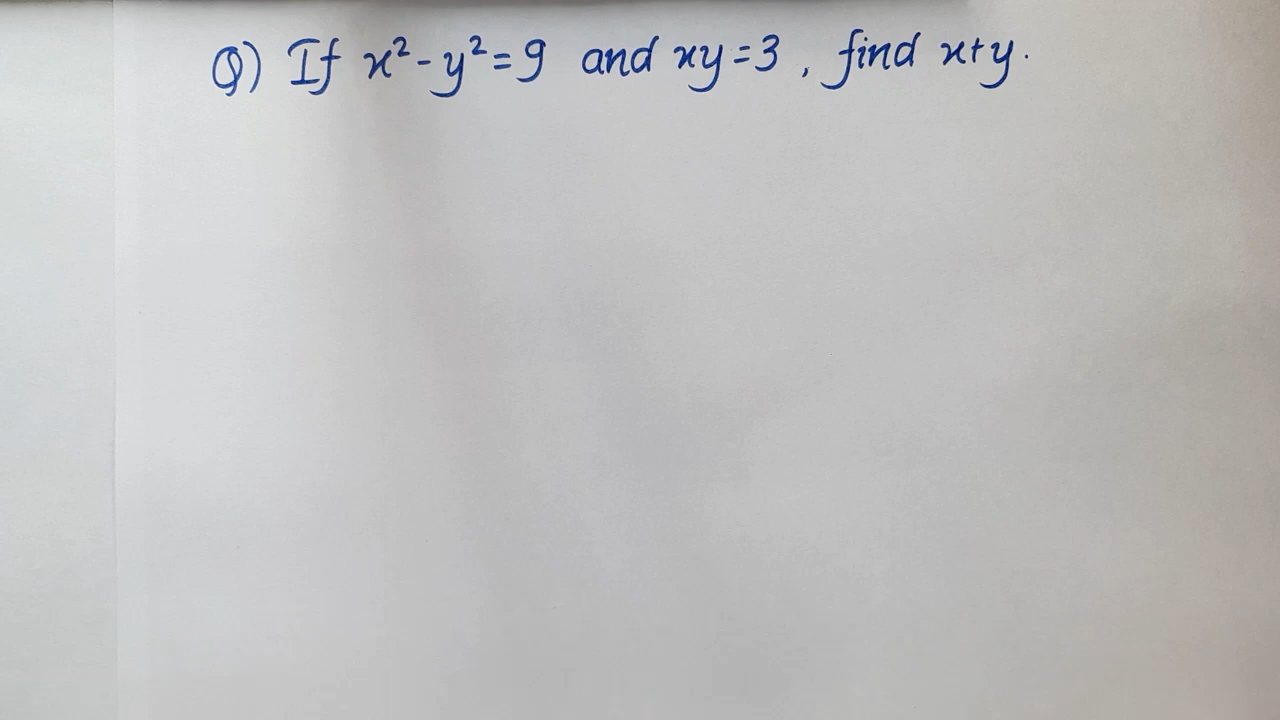 Q) If x²-y²=9 and xy=3, find x+y.